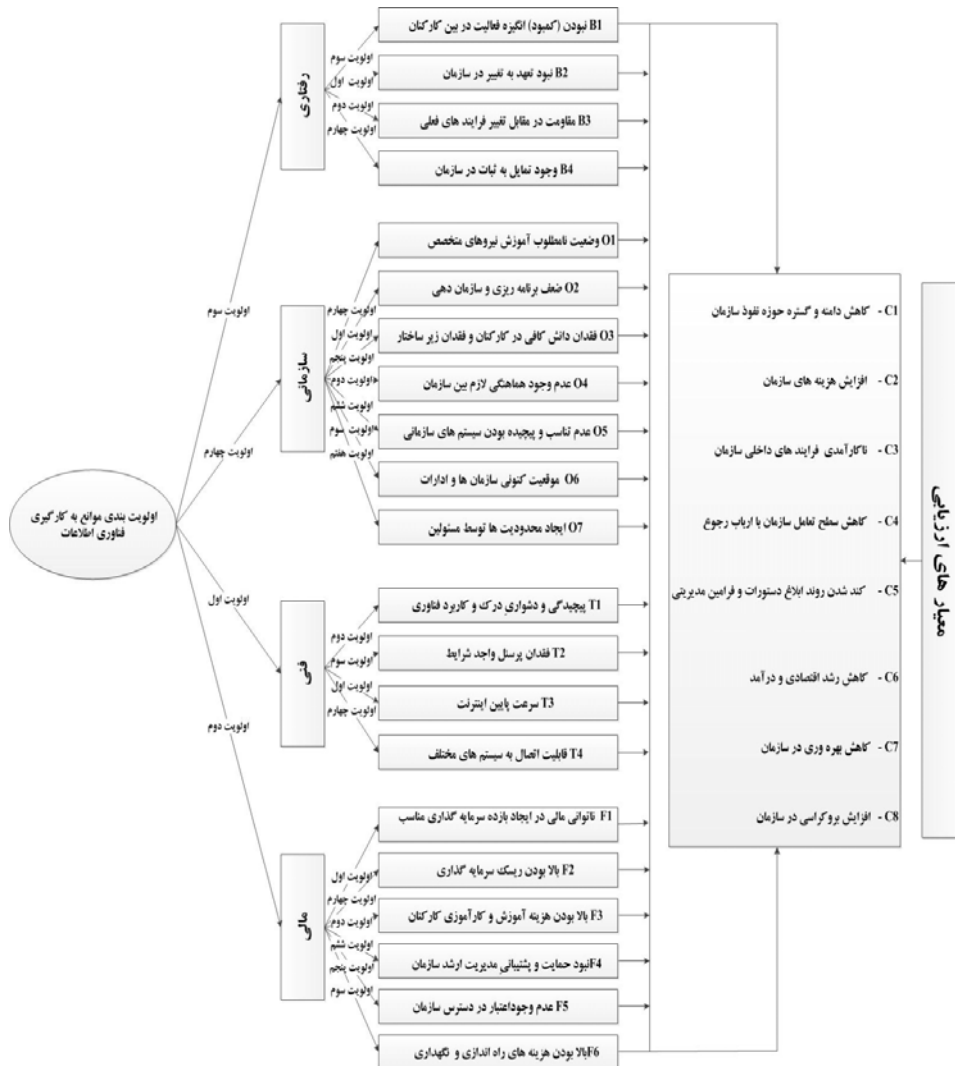 اولویت بندی موانع به کارگیری
فناوری اطلاعات
اولویت سوم
اولویت چهارم
اولویت اول
اولویت دوم
رفتاری
اولویت سوم
اولویت اول
اولویت دوم
اولویت چهارم
B1 نبودن (کمبود) انگیزه فعالیت در بین کارکنان
B2 نبود تعهد به تغییر در سازمان
B3 مقاومت در مقابل تغییر فرایند های فعلی
B4 وجود تمایل به ثبات در سازمان
سازمانی
اولویت چهارم
اولویت اول
اولویت پنجم
اولویت دوم
اولویت ششم
اولویت سوم
اولویت هفتم
O1 وضعیت نامطلوب آموزش نیروهای متخصص
O2 ضعف برنامه ریزی و سازمان دهی
O3 فقدان دانش کافی در کارکنان و فقدان زیر ساختار
O4 عدم وجود هماهنگی لازم بین سازمان
O5 عدم تناسب و پیچیده بودن سیستم های سازمانی
O6 موقعیت کنونی سازمان ها و ادارات
O7 ایجاد محدودیت ها توسط مسئولین
فنی
اولویت دوم
اولویت سوم
اولویت اول
اولویت چهارم
T1 پیچیدگی و دشواری درک و کاربرد فناوری
T2 فقدان پرسنل واجد شرایط
T3 سرعت پایین اینترنت
T4 قابلیت اتصال به سیستم های مختلف
مالی
اولویت اول
اولویت چهارم
اولویت دوم
اولویت ششم
اولویت پنجم
اولویت سوم
F1 ناتوانی مالی در ایجاد بازده سرمایه گذاری مناسب
F2 بالا بودن ریسک سرمایه گذاری
F3 بالا بودن هزینه آموزش و کارآموزی کارکنان
F4نبود حمایت و پشتیبانی مدیریت ارشد سازمان
F5 عدم وجوداعتبار در دسترس سازمان
F6بالا بودن هزینه های راه اندازی و نگهداری
C1 - کاهش دامنه و گستره حوزه نفوذ سازمان
C2 - افزایش هزینه های سازمان
C3 - ناکارآمدی فرایند های داخلی سازمان
C4 - کاهش سطح تعامل سازمان با ارباب رجوع
C5 - کند شدن روند ابلاغ دستورات و فرامین مدیریتی
C6 - کاهش رشد اقتصادی و درآمد
C7 - کاهش بهره وری در سازمان
C8 - افزایش بروکراسی در سازمان
معیار های ارزیابی